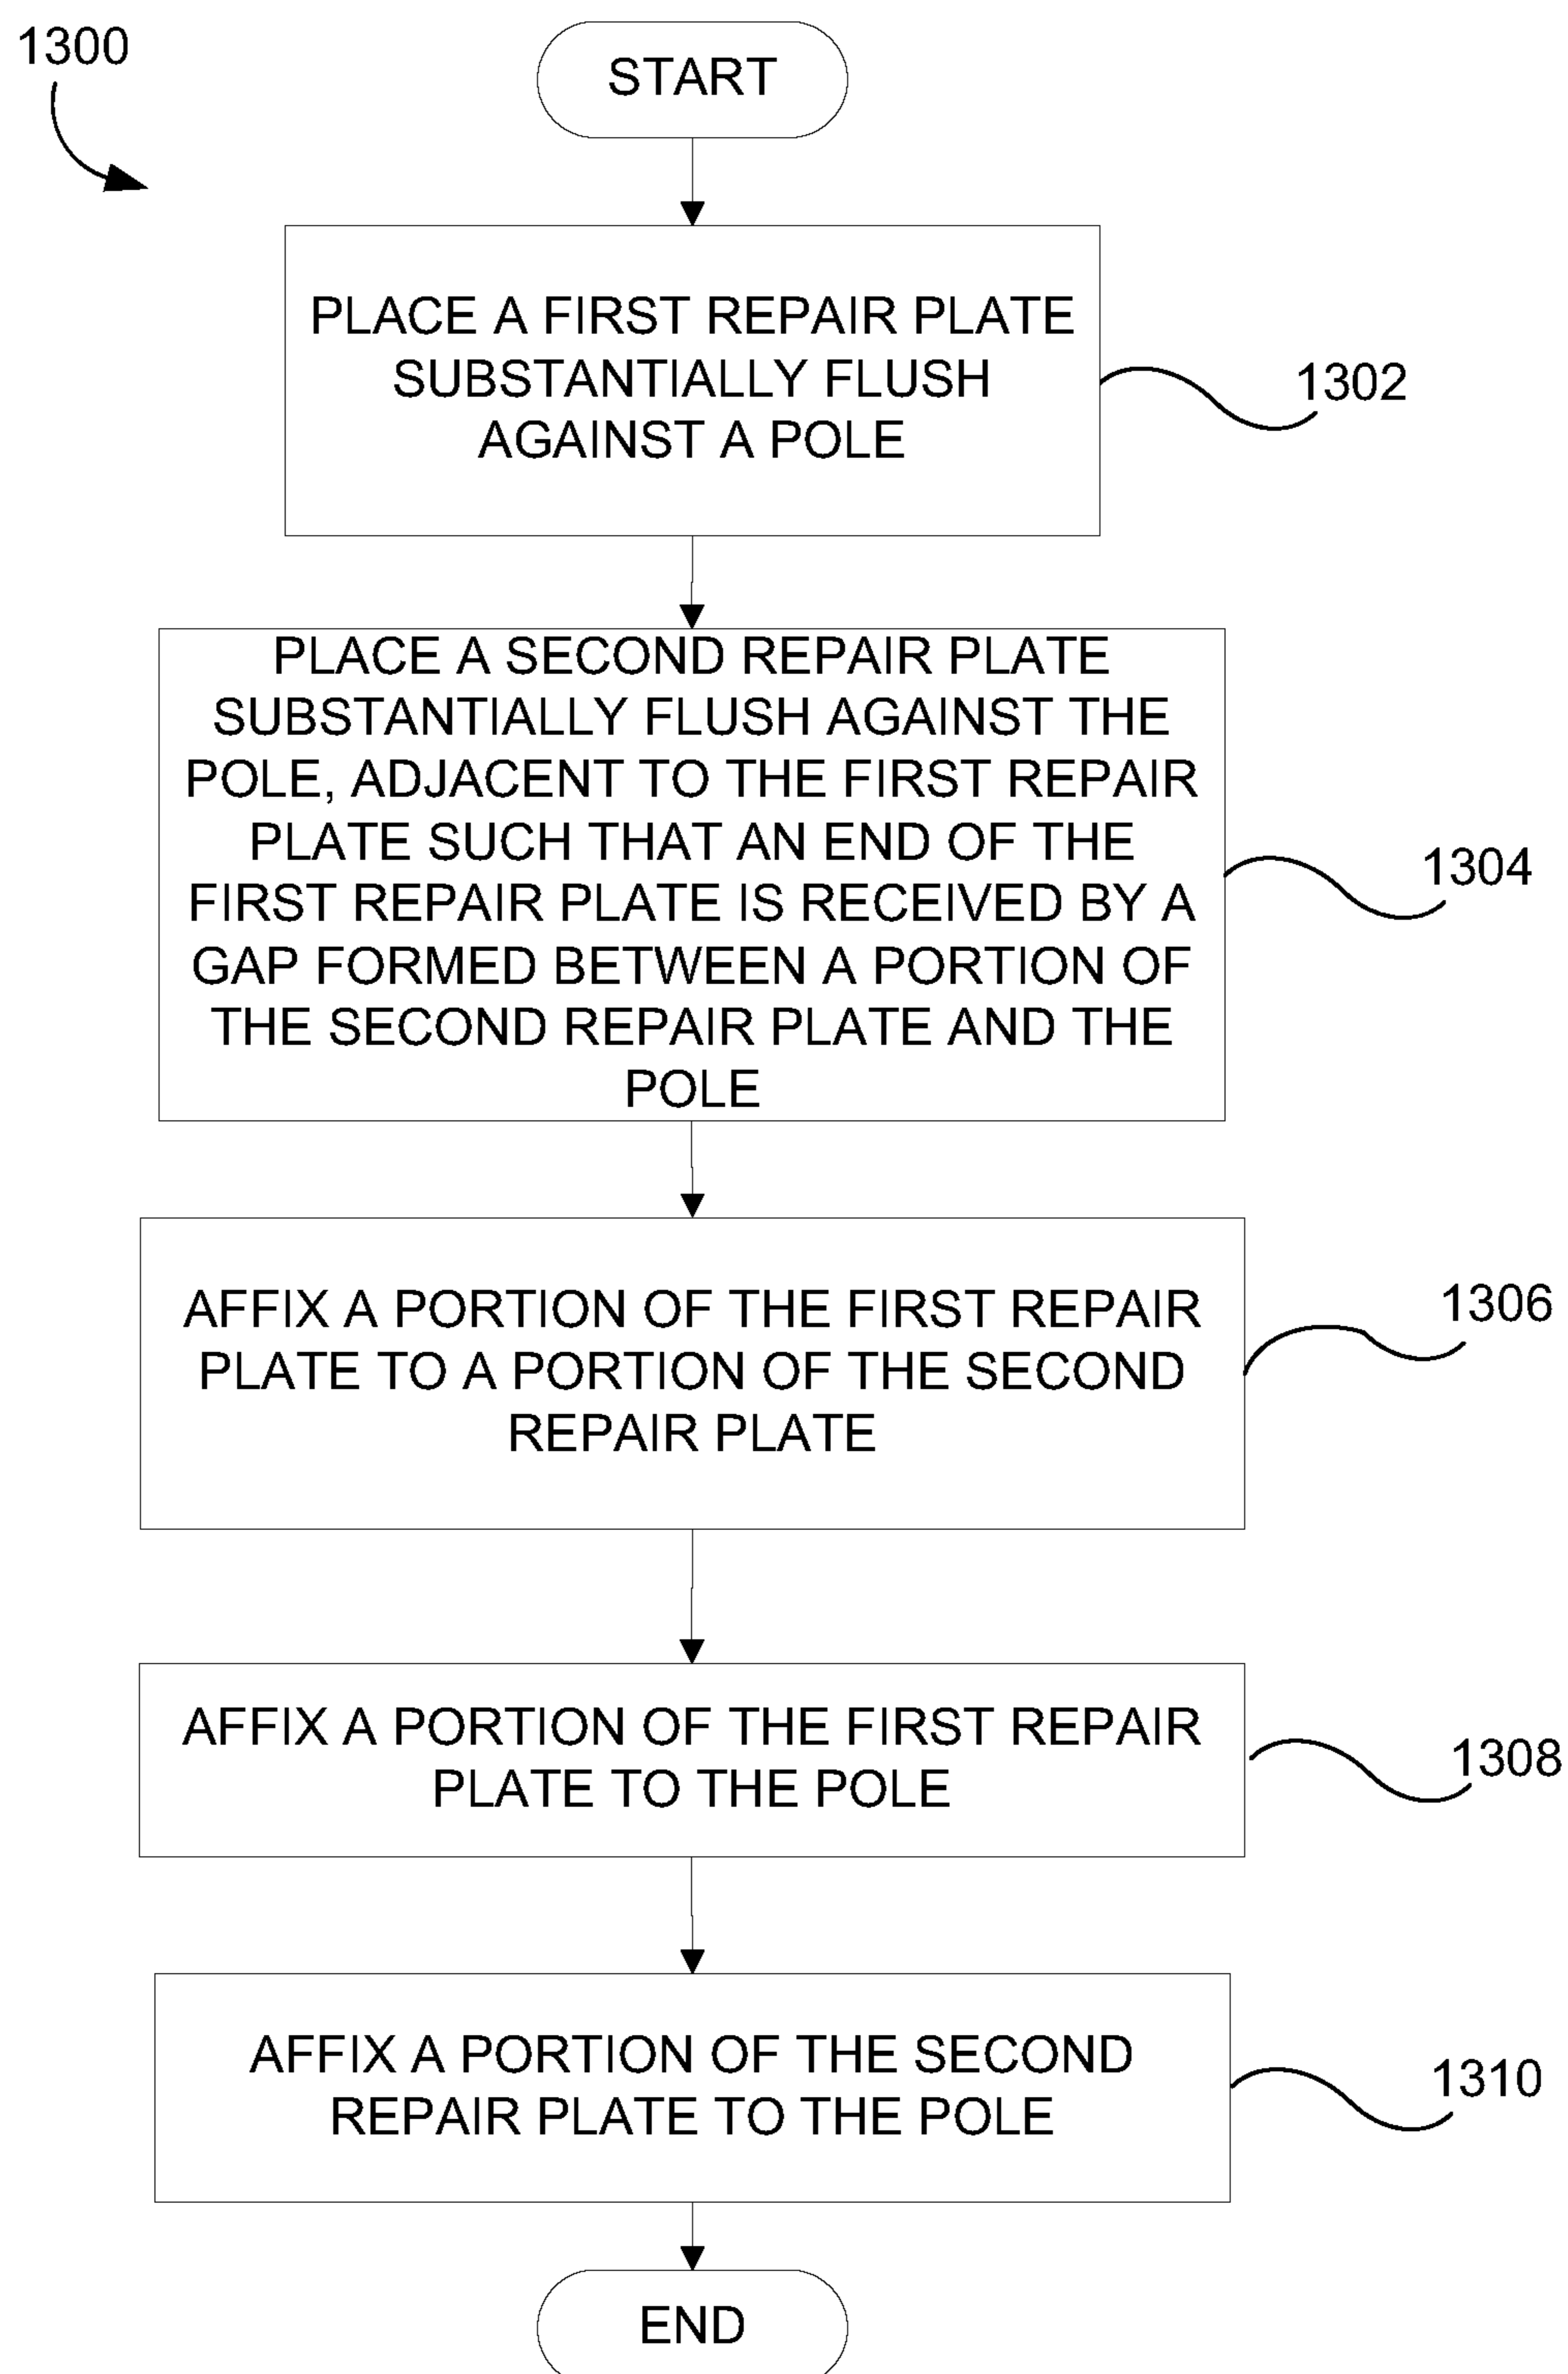 1300
START
PLACE A FIRST REPAIR PLATE
SUBSTANTIALLY FLUSH
AGAINST A POLE
1302
PLACE A SECOND REPAIR PLATE
SUBSTANTIALLY FLUSH AGAINST THE
POLE, ADJACENT TO THE FIRST REPAIR
PLATE SUCH THAT AN END OF THE
FIRST REPAIR PLATE IS RECEIVED BY A
GAP FORMED BETWEEN A PORTION OF
THE SECOND REPAIR PLATE AND THE
POLE
1304
AFFIX A PORTION OF THE FIRST REPAIR
PLATE TO A PORTION OF THE SECOND
REPAIR PLATE
1306
AFFIX A PORTION OF THE FIRST REPAIR
PLATE TO THE POLE
1308
AFFIX A PORTION OF THE SECOND
REPAIR PLATE TO THE POLE
1310
END